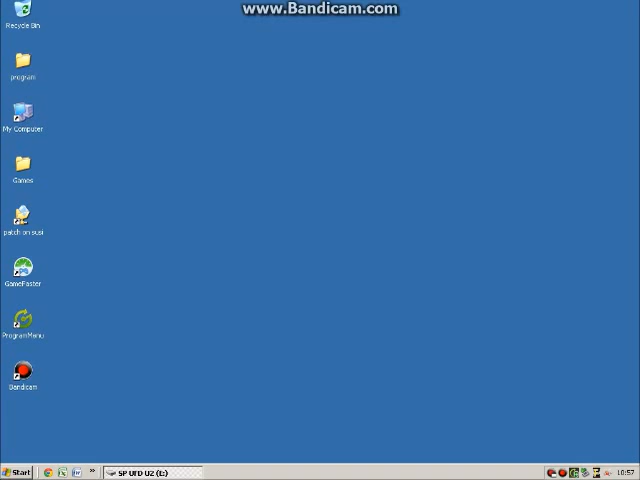 www.Bandicam.com
Recycle Bin
program
My Computer
Games
patch on susi
GameFaster
ProgramMenu
Bandicam
Start
SP UFD U2 (E:)
10:57